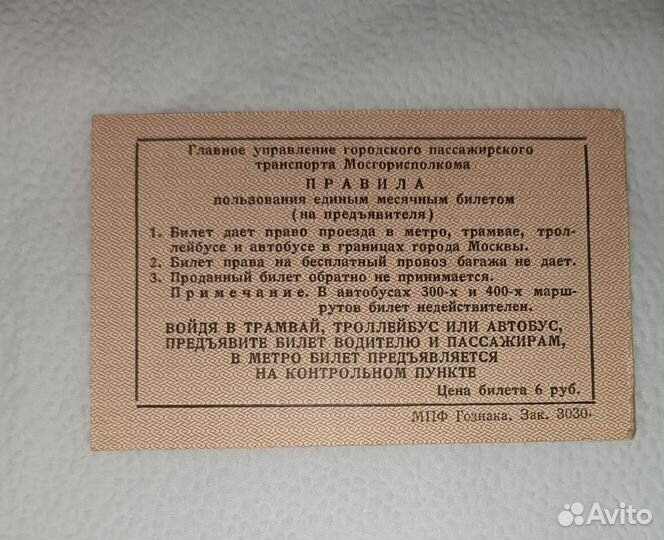 Главное управление городского пассажирского
транспорта Мосгорисполкома
ПРАВИЛА
пользования единым месячным билетом
(на предъявителя)
1. Билет дает право проезда в метро, трамвае, трол-
лейбусе и автобусе в границах города Москвы.
2. Билет права на бесплатный провоз багажа не дает.
3. Проданный билет обратно не принимается.
Примечание. В автобусах 300-х и 400-х марш-
рутов билет недействителен.
ВОЙДЯ В ТРАМВАЙ, ТРОЛЛЕЙБУС ИЛИ АВТОБУС,
ПРЕДЪЯВИТЕ БИЛЕТ ВОДИТЕЛЮ И ПАССАЖИРАМ,
В МЕТРО БИЛЕТ ПРЕДЪЯВЛЯЕТСЯ
НА КОНТРОЛЬНОМ ПУНКТЕ
Цена билета 6 руб.
МПФ Гознака. Зак. 3030.
Avito